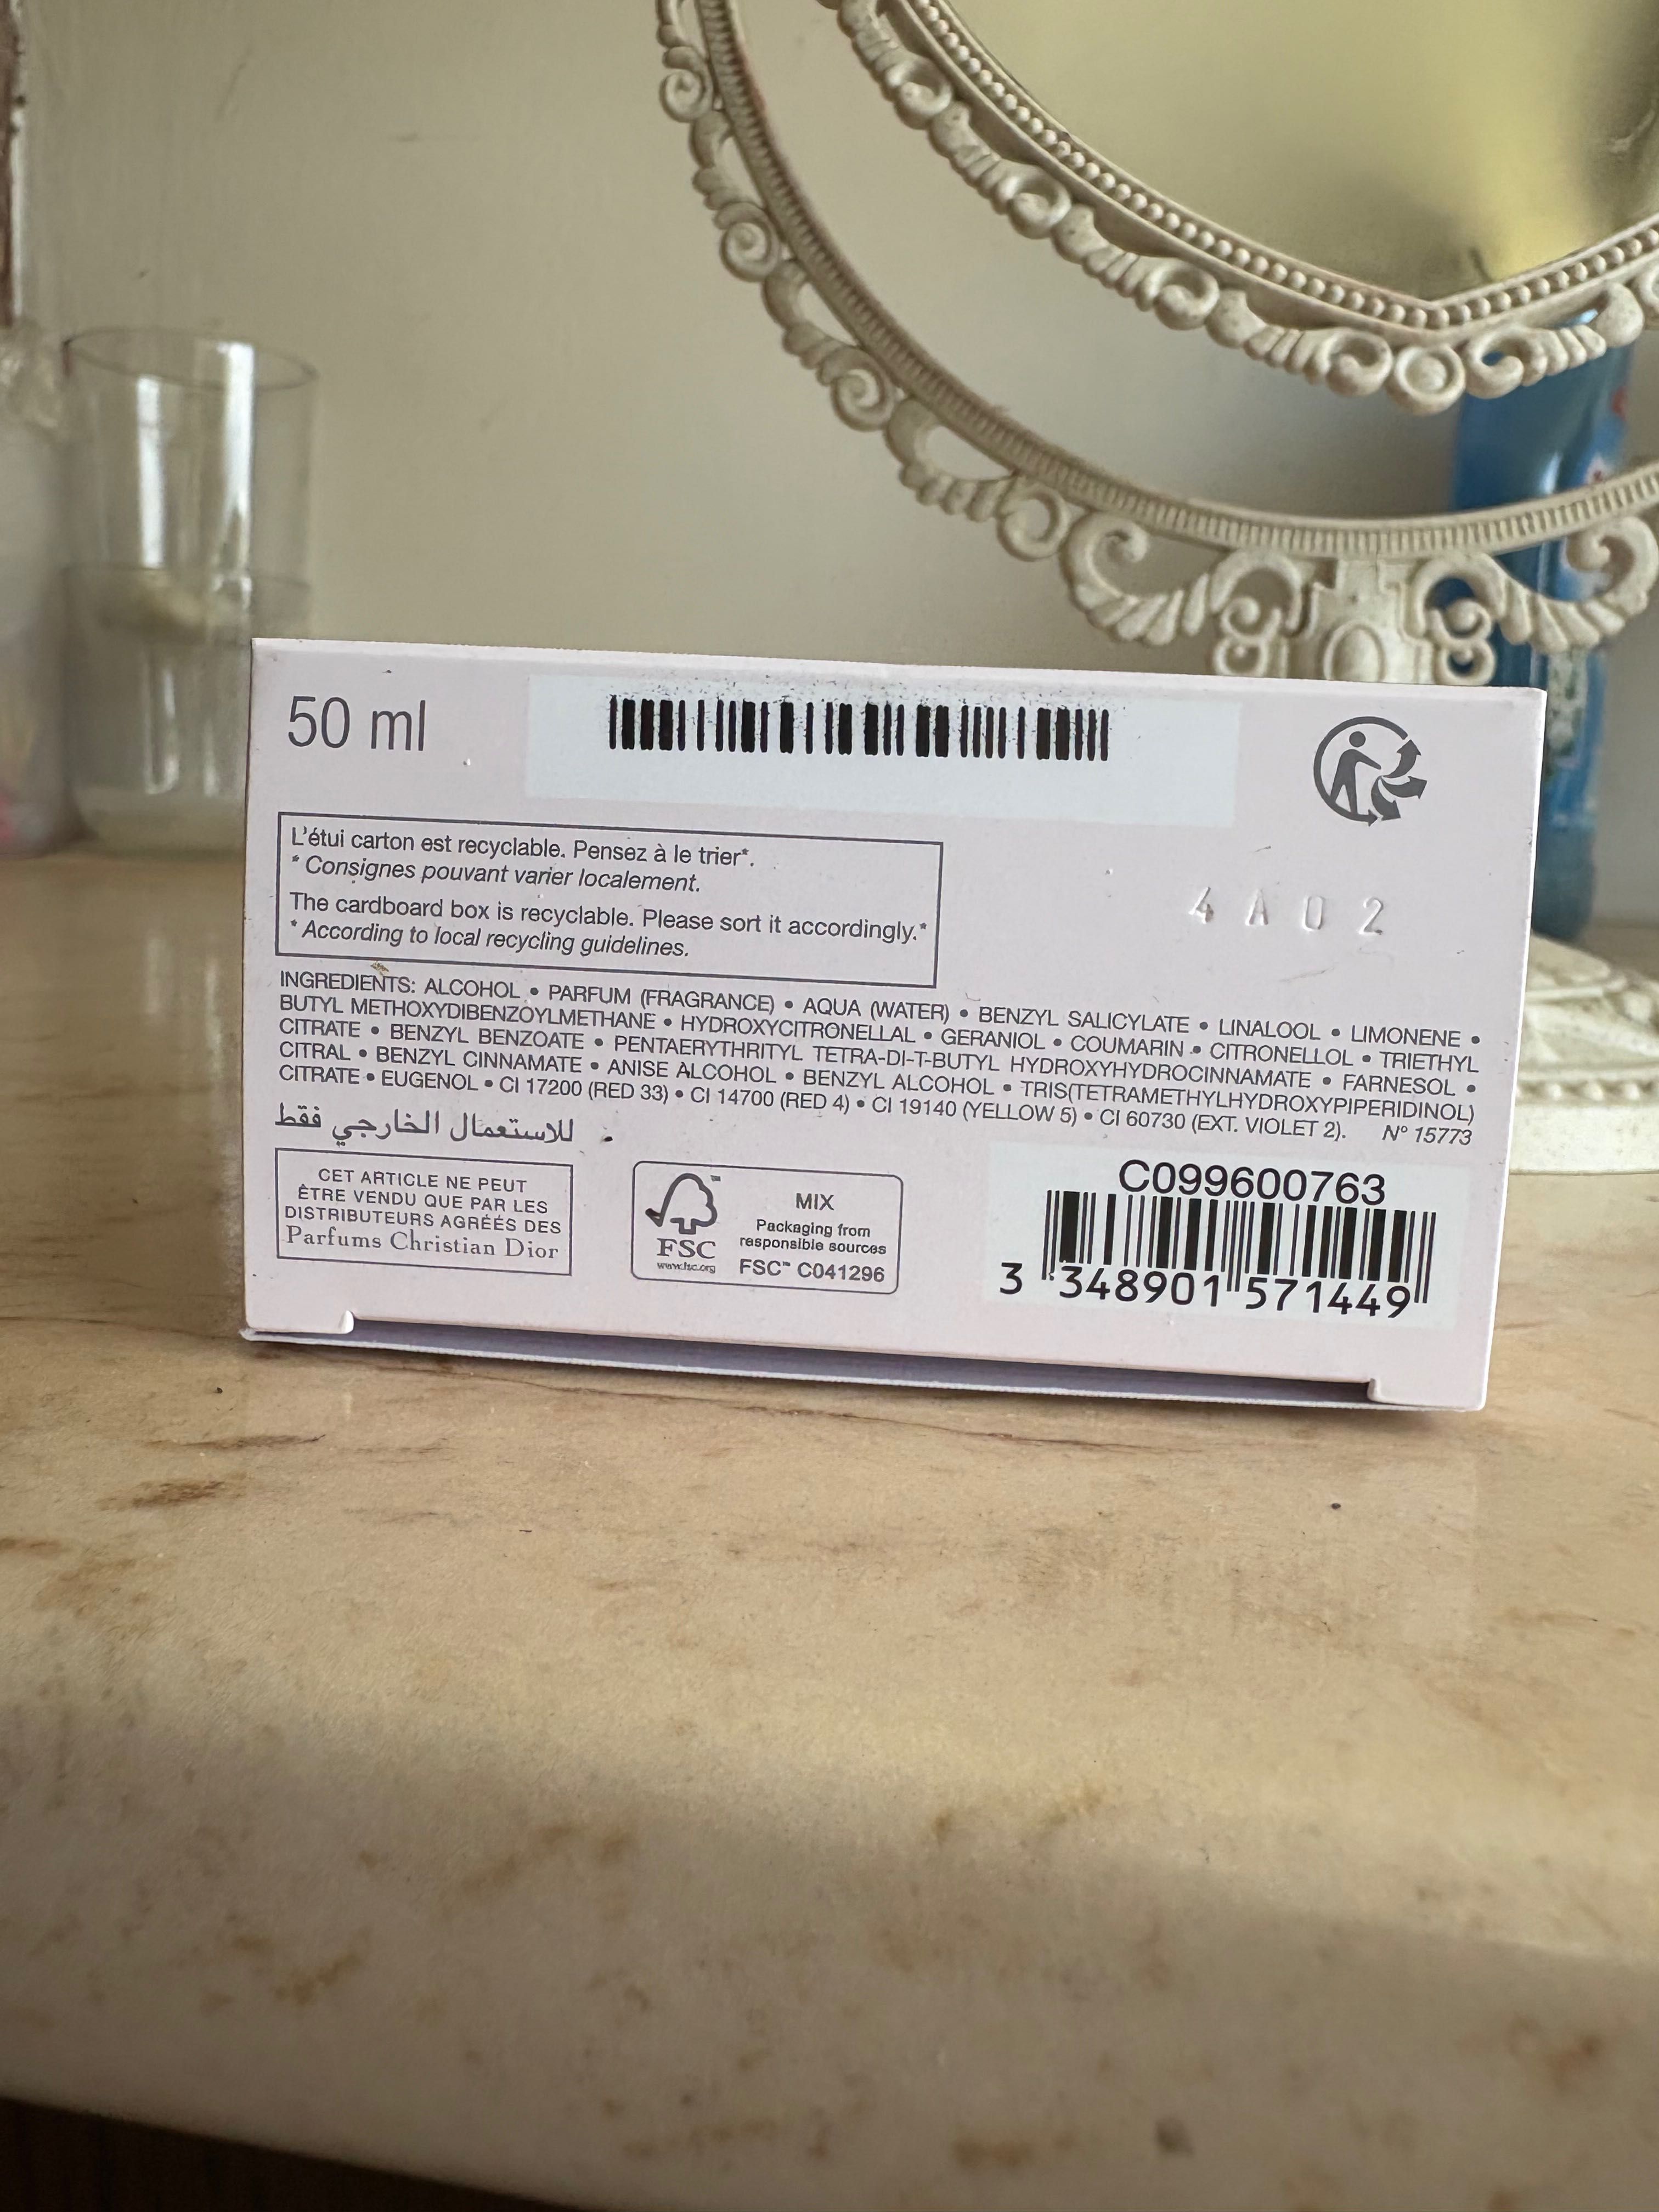 50 ml
L'étui carton est recyclable. Pensez à le trier*.
* Consignes pouvant varier localement.
The cardboard box is recyclable. Please sort it accordingly.*
* According to local recycling guidelines.
4A02
INGREDIENTS: ALCOHOL • PARFUM (FRAGRANCE) • AQUA (WATER) • BENZYL SALICYLATE • LINALOOL • LIMONENE •
BUTYL METHOXYDIBENZOYLMETHANE • HYDROXYCITRONELLAL • GERANIOL • COUMARIN • CITRONELLOL • TRIETHYL
CITRATE • BENZYL BENZOATE • PENTAERYTHRITYL TETRA-DI-T-BUTYL HYDROXYHYDROCINNAMATE • FARNESOL •
CITRAL • BENZYL CINNAMATE • ANISE ALCOHOL • BENZYL ALCOHOL • TRIS(TETRAMETHYLHYDROXYPIPERIDINOL)
CITRATE • EUGENOL • CI 17200 (RED 33) • CI 14700 (RED 4) • CI 19140 (YELLOW 5) • CI 60730 (EXT. VIOLET 2). N° 15773
للاستعمال الخارجي فقط
CET ARTICLE NE PEUT
ÊTRE VENDU QUE PAR LES
DISTRIBUTEURS AGRÉÉS DES
Parfums Christian Dior
FSC
www.fsc.org
MIX
Packaging from
responsible sources
FSC™ C041296
C099600763
3 348901 571449